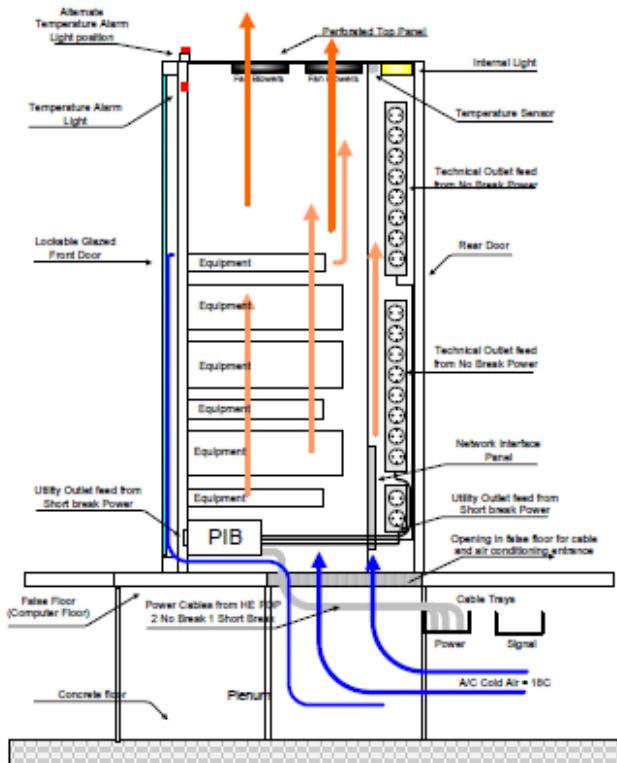 Alternate
Temperature Alarm
Light position
Perforated Top Panel
Internal Light
Fan Blowers
Fan Blowers
Temperature Alarm
Light
Temperature Sensor
Technical Outlet feed
from No Break Power
Lockable Glazed
Front Door
Rear Door
Equipment
Equipment
Equipment
Technical Outlet feed
from No Break Power
Equipment
Equipment
Network Interface
Panel
Equipment
Utility Outlet feed from
Short break Power
Utility Outlet feed from
Short break Power
PIB
Opening in false floor for cable
and air conditioning entrance
False Floor
(Computer Floor)
Power Cables from HE PDP
2 No Break 1 Short Break
Cable Trays
Power
Signal
A/C Cold Air = 18C
Concrete floor
Plenum